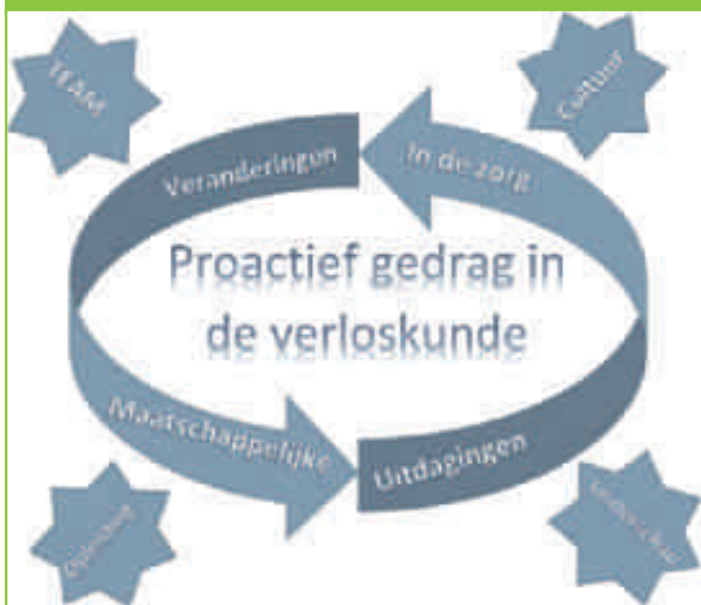 TEAM
Cultuur
Veranderingen
In de zorg
Proactief gedrag in
de verloskunde
Maatschappelijke
Uitdagingen
Opleiding